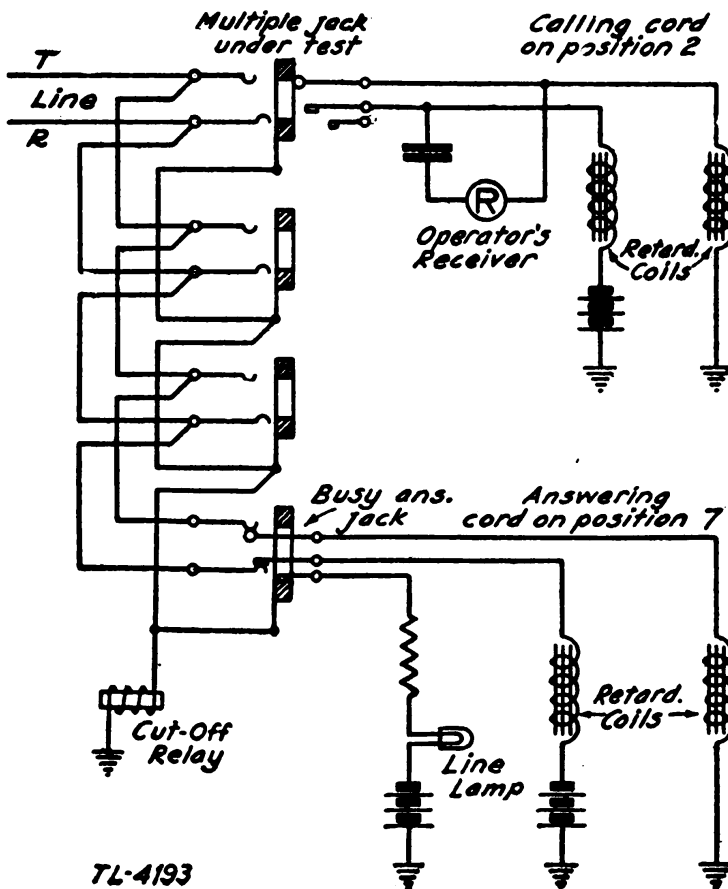 Multiple jack
under test
Calling cord
on position 2
T
Line
R
R
Operator's
Receiver
Retard.
Coils
Busy ans.
jack
Answering
cord on position 7
Cut-Off
Relay
Retard.
Coils
Line
Lamp
TL-4193